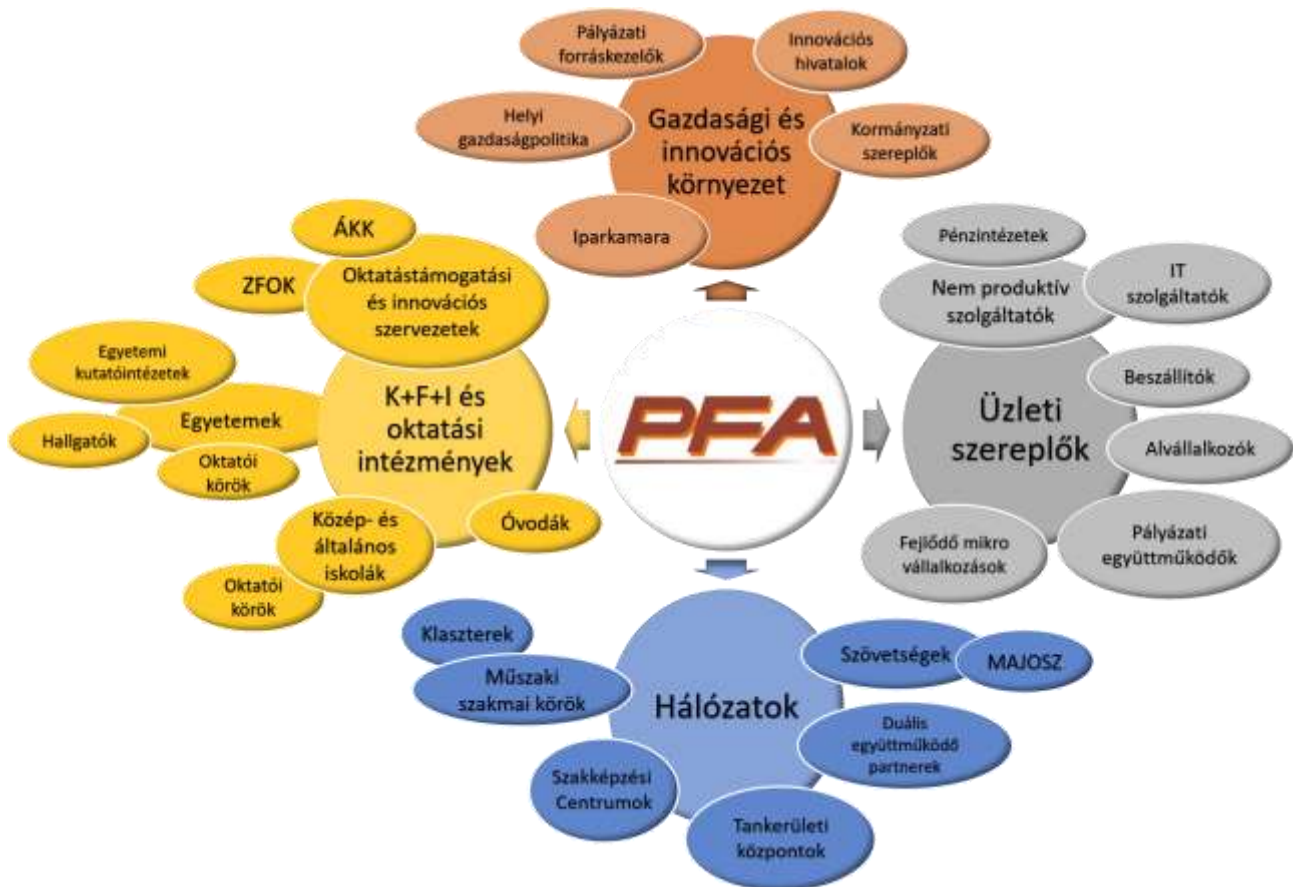 Pályázati
forráskezelők
Innovációs
hivatalok
Helyi
gazdaságpolitika
Gazdasági és
innovációs
környezet
Kormányzati
szereplők
Iparkamara
ÁKK
ZFOK
Oktatástámogatási
és innovációs
szervezetek
Egyetemi
kutatóintézetek
Egyetemek
Hallgatók
Oktatói
körök
K+F+I és
oktatási
intézmények
Közép- és
általános
iskolák
Óvodák
Oktatói
körök
PFA
Pénzintézetek
Nem produktív
szolgáltatók
IT
szolgáltatók
Beszállítók
Üzleti
szereplők
Alvállalkozók
Fejlődő mikro
vállalkozások
Pályázati
együttműködők
Klaszterek
Műszaki
szakmai körök
Hálózatok
Szövetségek
MAJOSZ
Duális
együttműködő
partnerek
Szakképzési
Centrumok
Tankerületi
központok